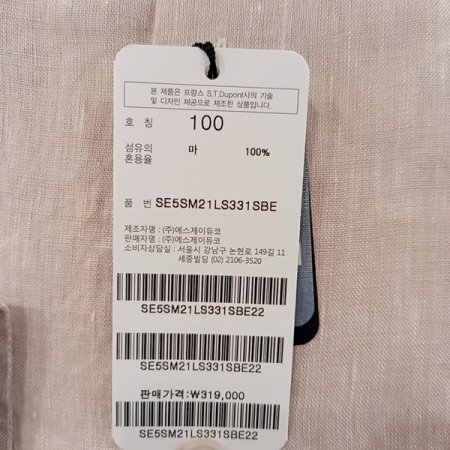 본 제품은 프랑스 S.T.Dupont사의 기술
및 디자인 제공으로 제조한 상품입니다.
호 칭 100
섬유의 마 100%
혼용율
품 번 SE5SM21LS331SBE
제조자명 : (주)에스제이듀코
판매자명 : (주)에스제이듀코
소비자상담실 : 서울시 강남구 논현로 149길 11
세중빌딩 (02) 2106-3520
SE5SM21LS331SBE22
SE5SM21LS331SBE22
판매가격:₩319,000
SE5SM21LS331SBE22